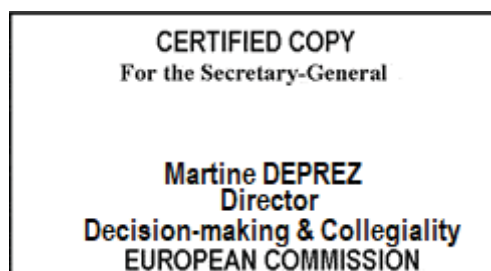 CERTIFIED COPY
For the Secretary-General
Martine DEPREZ
Director
Decision-making & Collegiality
EUROPEAN COMMISSION